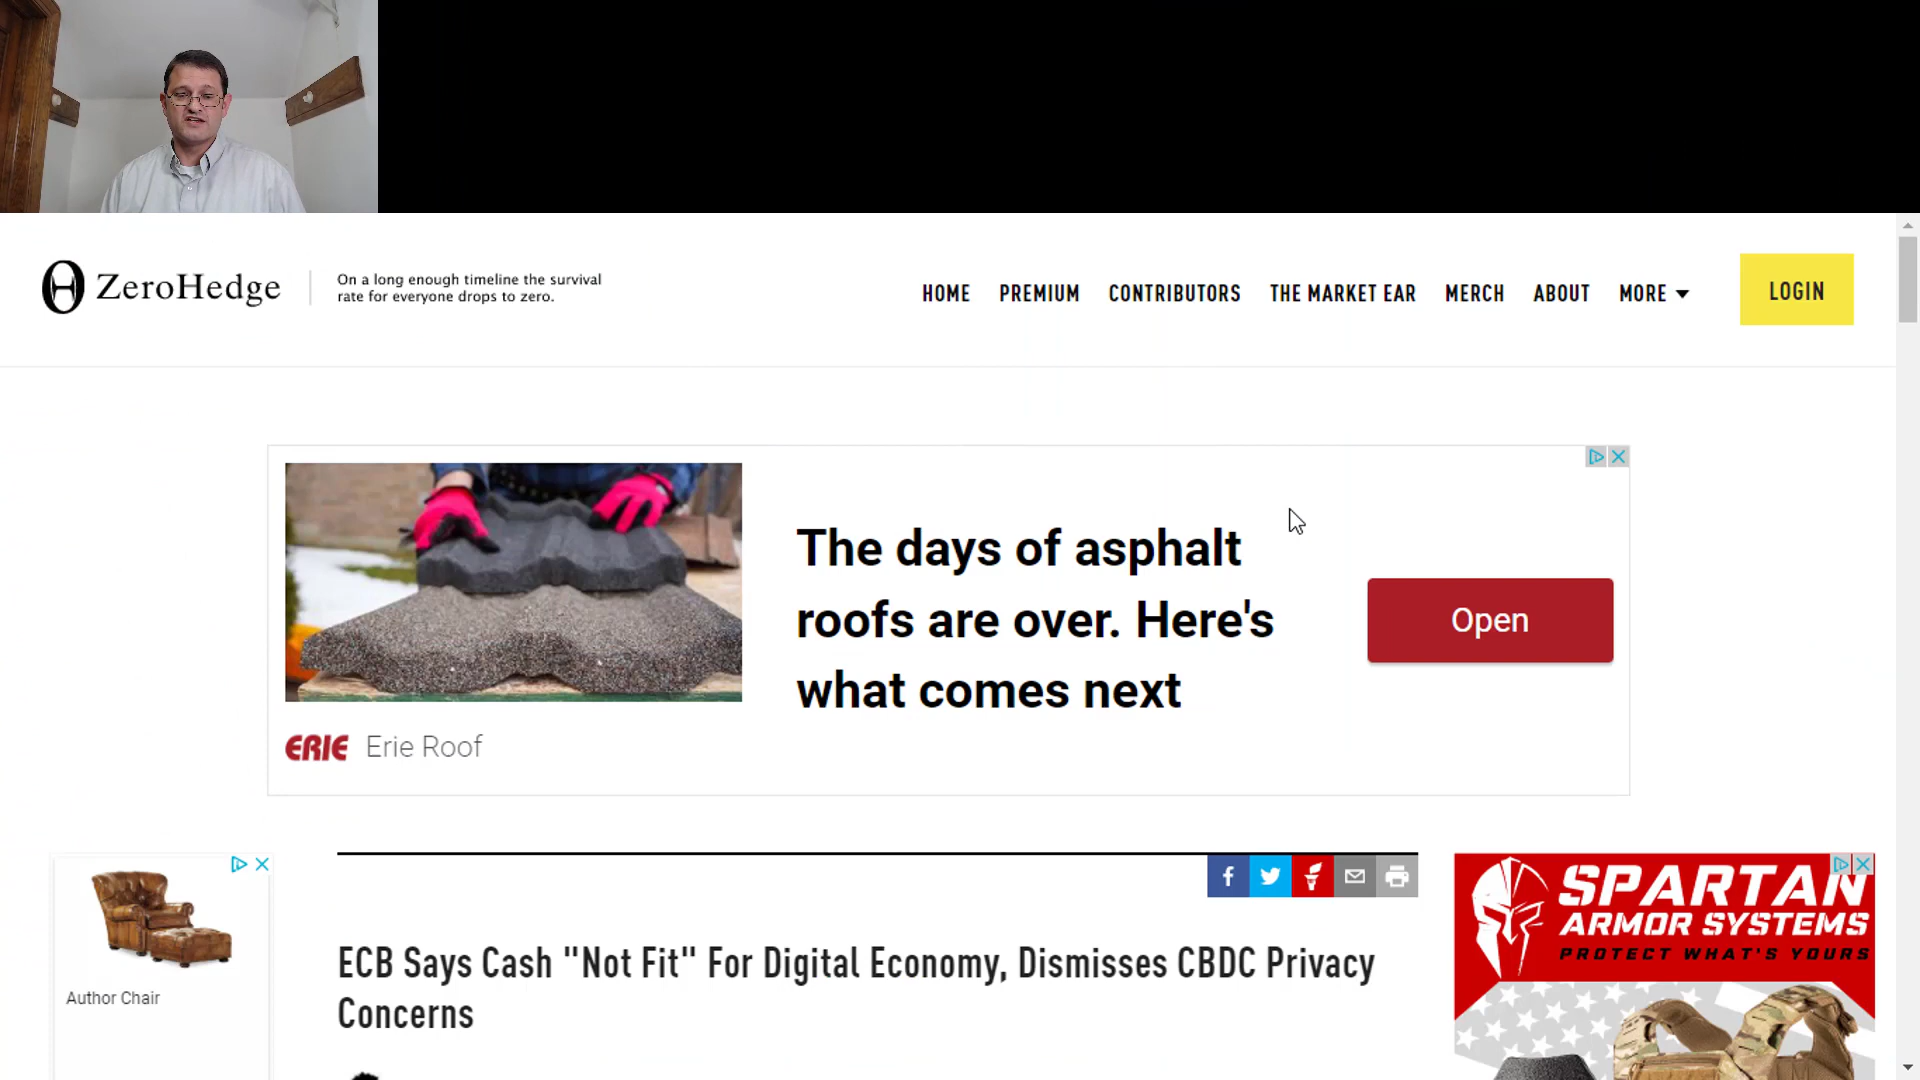 ZeroHedge
On a long enough timeline the survival
rate for everyone drops to zero.
HOME PREMIUM CONTRIBUTORS THE MARKET EAR MERCH ABOUT MORE
LOGIN
The days of asphalt
roofs are over. Here's
what comes next
Open
ERIE Erie Roof
Author Chair
ECB Says Cash "Not Fit" For Digital Economy, Dismisses CBDC Privacy
Concerns
SPARTAN
ARMOR SYSTEMS
PROTECT WHAT'S YOURS